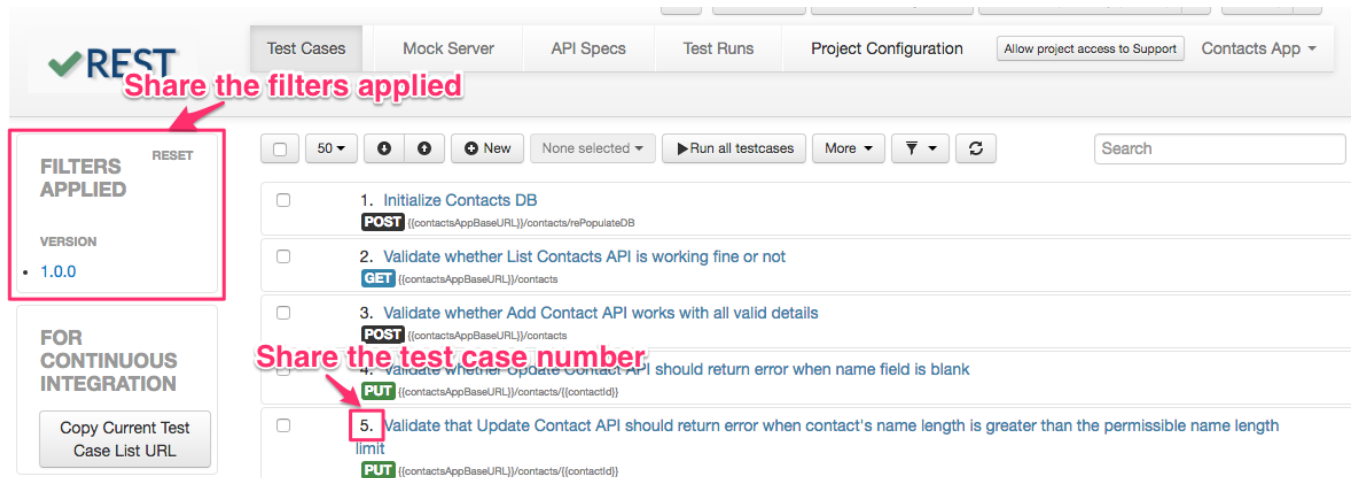 REST
Test Cases
Mock Server
API Specs
Test Runs
Project Configuration
Allow project access to Support
Contacts App
Share the filters applied
FILTERS
APPLIED
RESET
VERSION
1.0.0
FOR
CONTINUOUS
INTEGRATION
Copy Current Test
Case List URL
50
New
None selected
Run all testcases
More
Search
1. Initialize Contacts DB
POST {{contactsAppBaseURL}}/contacts/rePopulateDB
2. Validate whether List Contacts API is working fine or not
GET {{contactsAppBaseURL}}/contacts
3. Validate whether Add Contact API works with all valid details
POST {{contactsAppBaseURL}}/contacts
Share the test case number
4. Validate whether Update Contact API should return error when name field is blank
PUT {{contactsAppBaseURL}}/contacts/{{contactId}}
5. Validate that Update Contact API should return error when contact's name length is greater than the permissible name length
limit
PUT {{contactsAppBaseURL}}/contacts/{{contactId}}